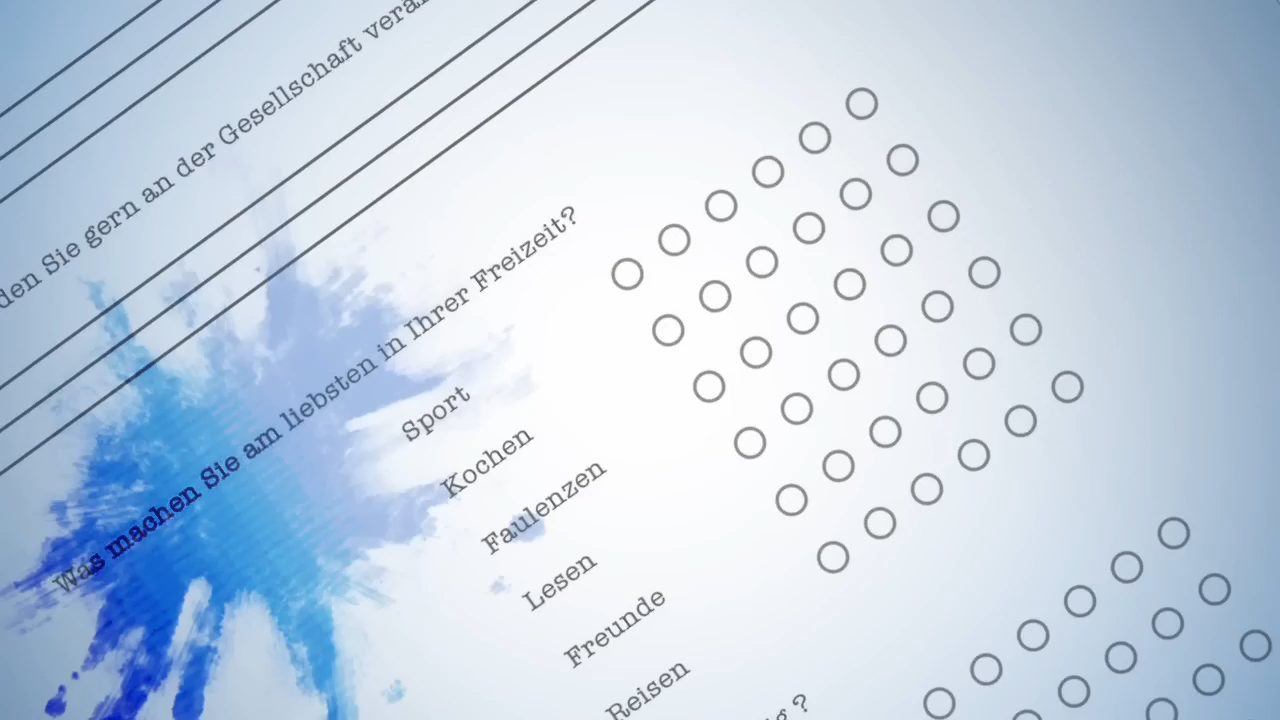 den Sie gern an der Gesellschaft
Was machen Sie am liebsten in Ihrer Freizeit?
Sport
Kochen
Faulenzen
Lesen
Freunde
Reisen
?